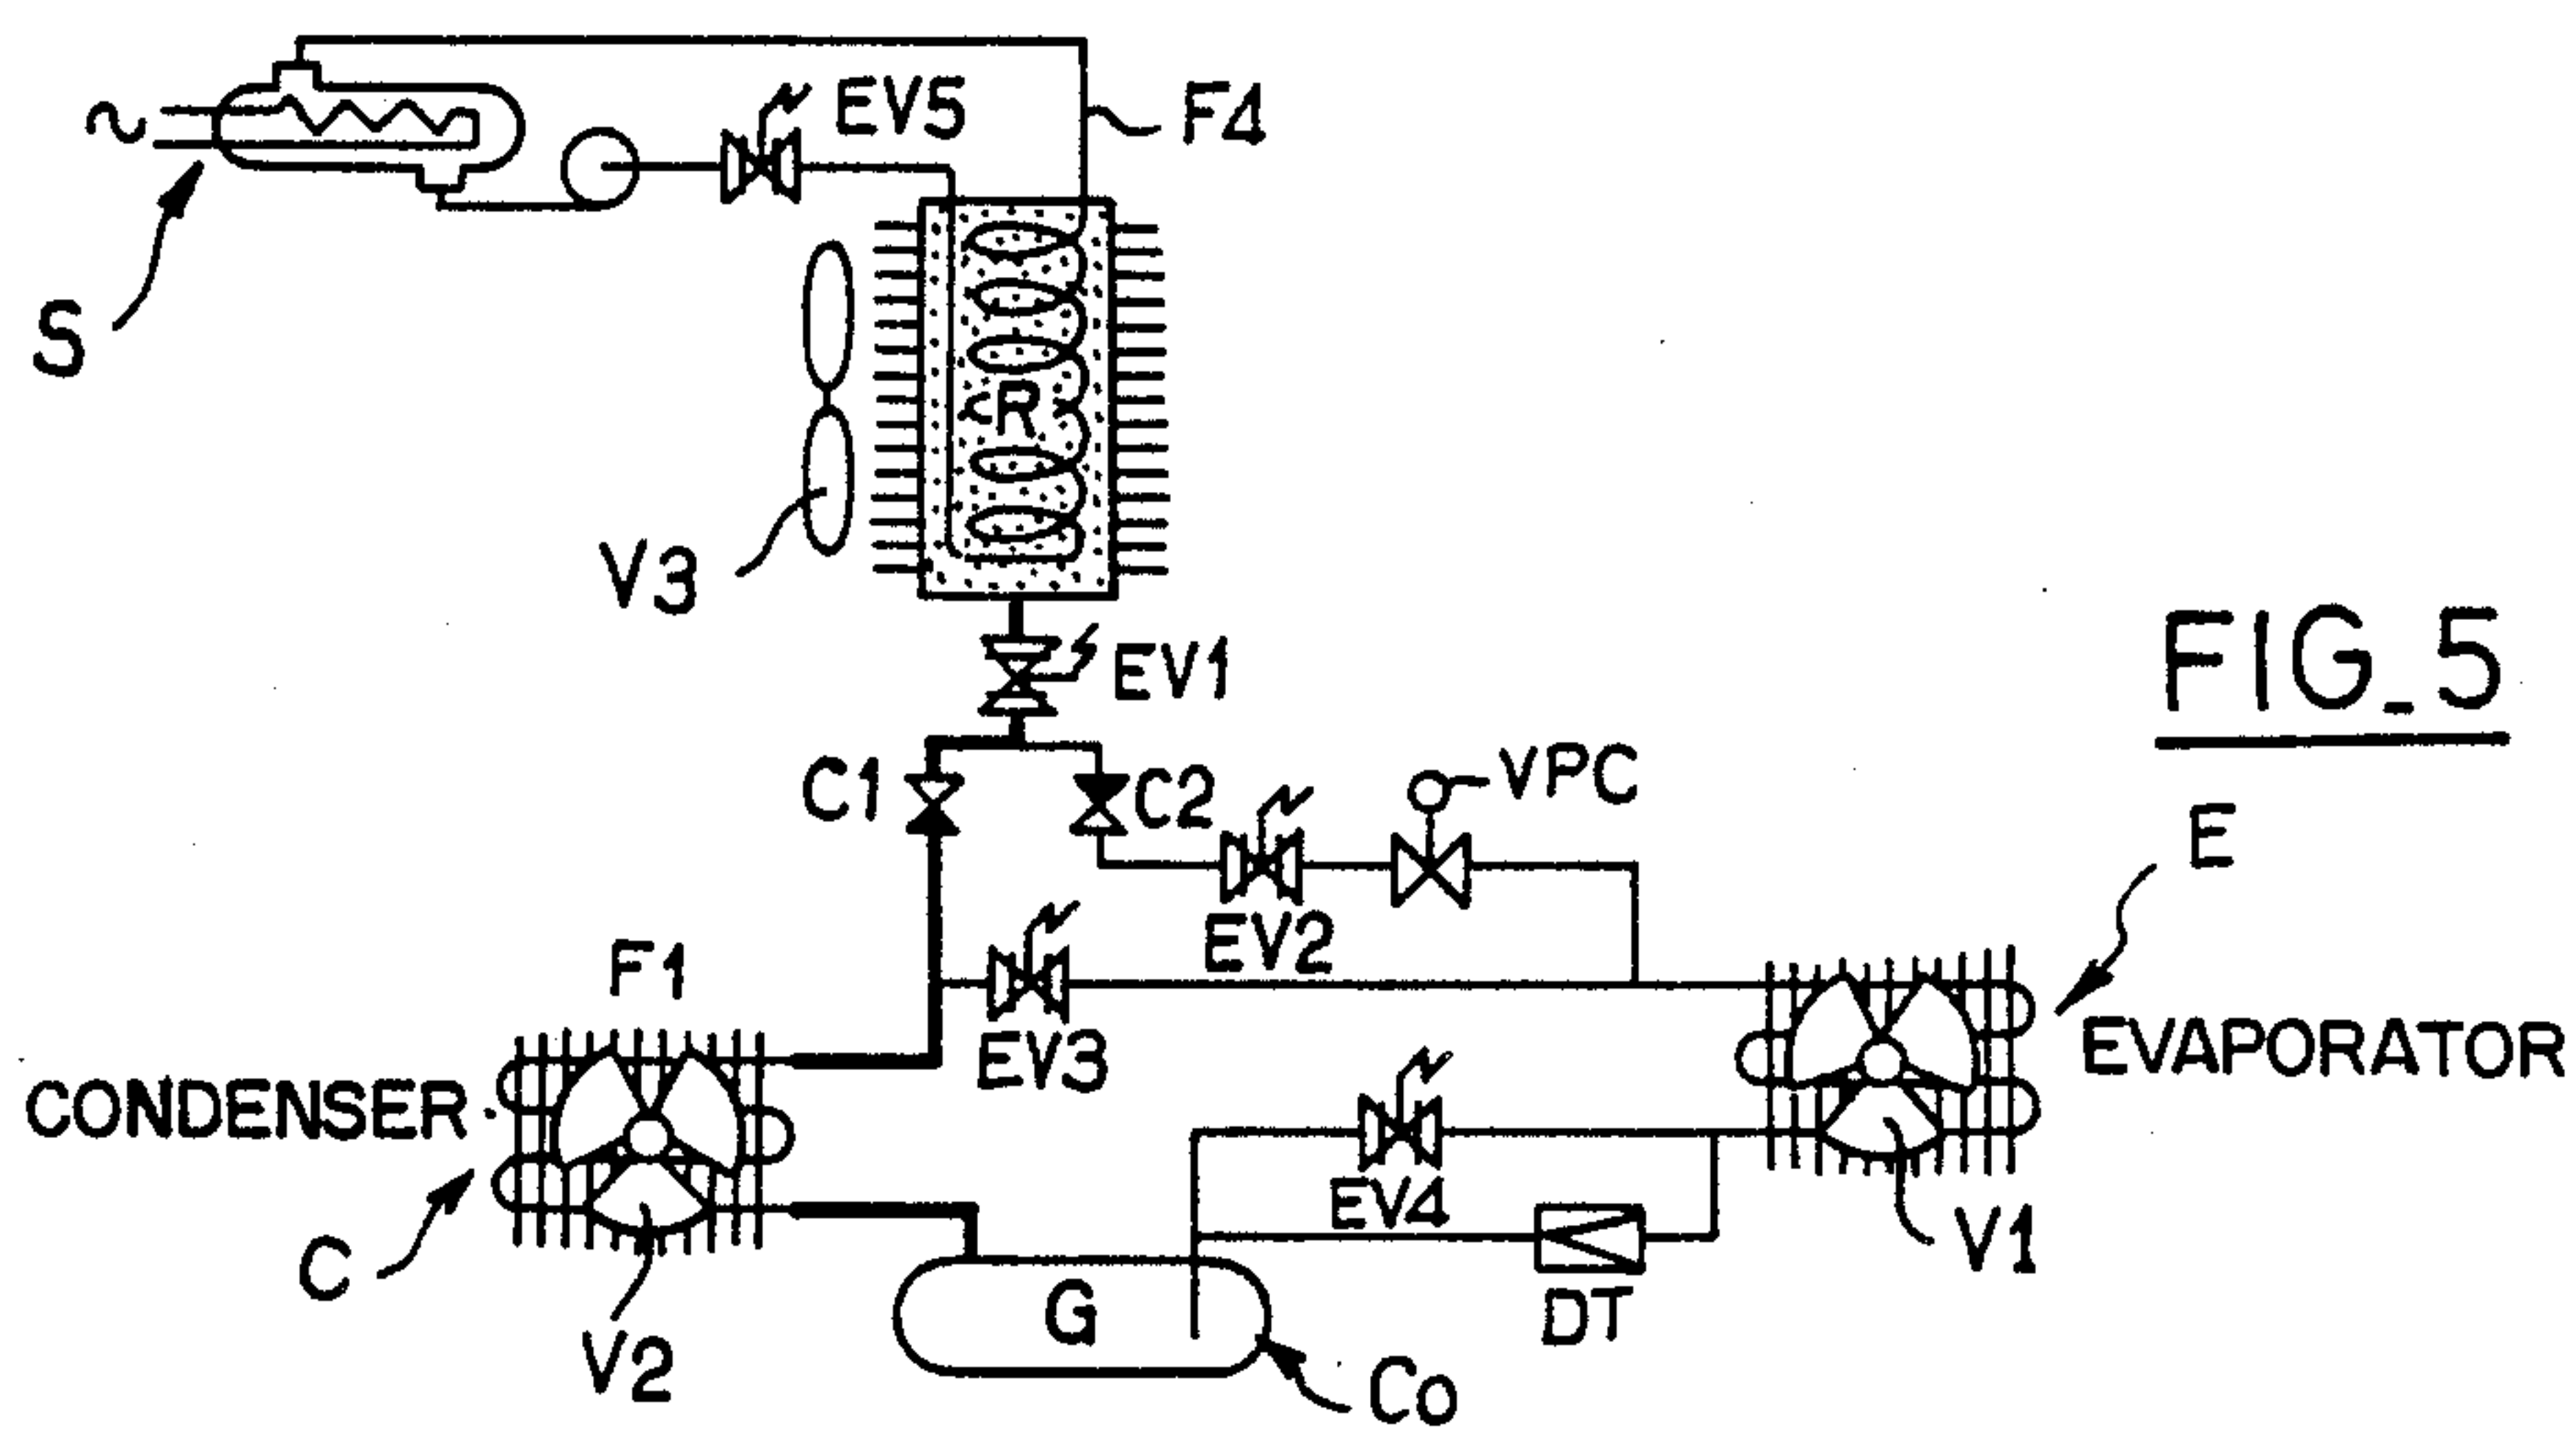 EV5
F4
S
R
V3
EV1
FIG_5
C1
C2
VPC
E
EV2
F1
EV3
EVAPORATOR
CONDENSER
EV4
V1
C
G
DT
V2
Co